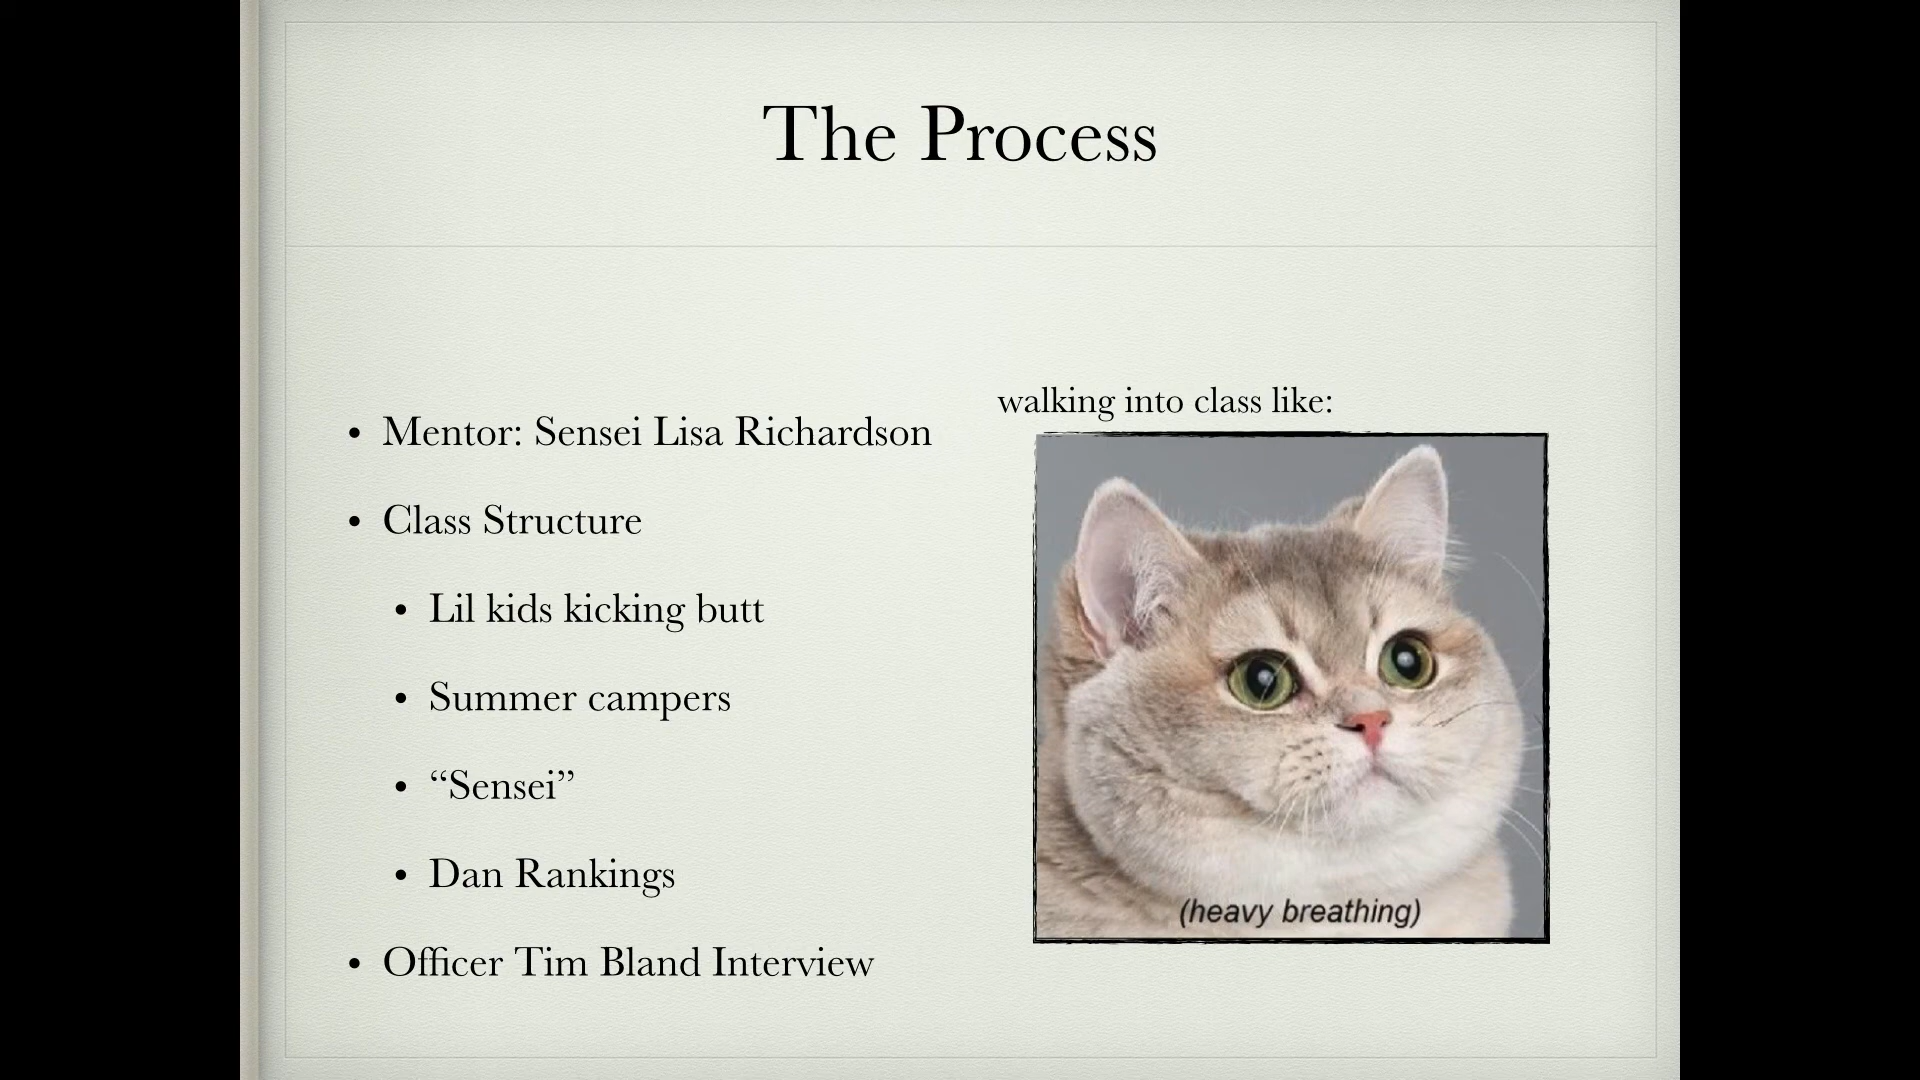 The Process
• Mentor: Sensei Lisa Richardson
• Class Structure
• Lil kids kicking butt
• Summer campers
• “Sensei”
• Dan Rankings
• Officer Tim Bland Interview
walking into class like:
(heavy breathing)